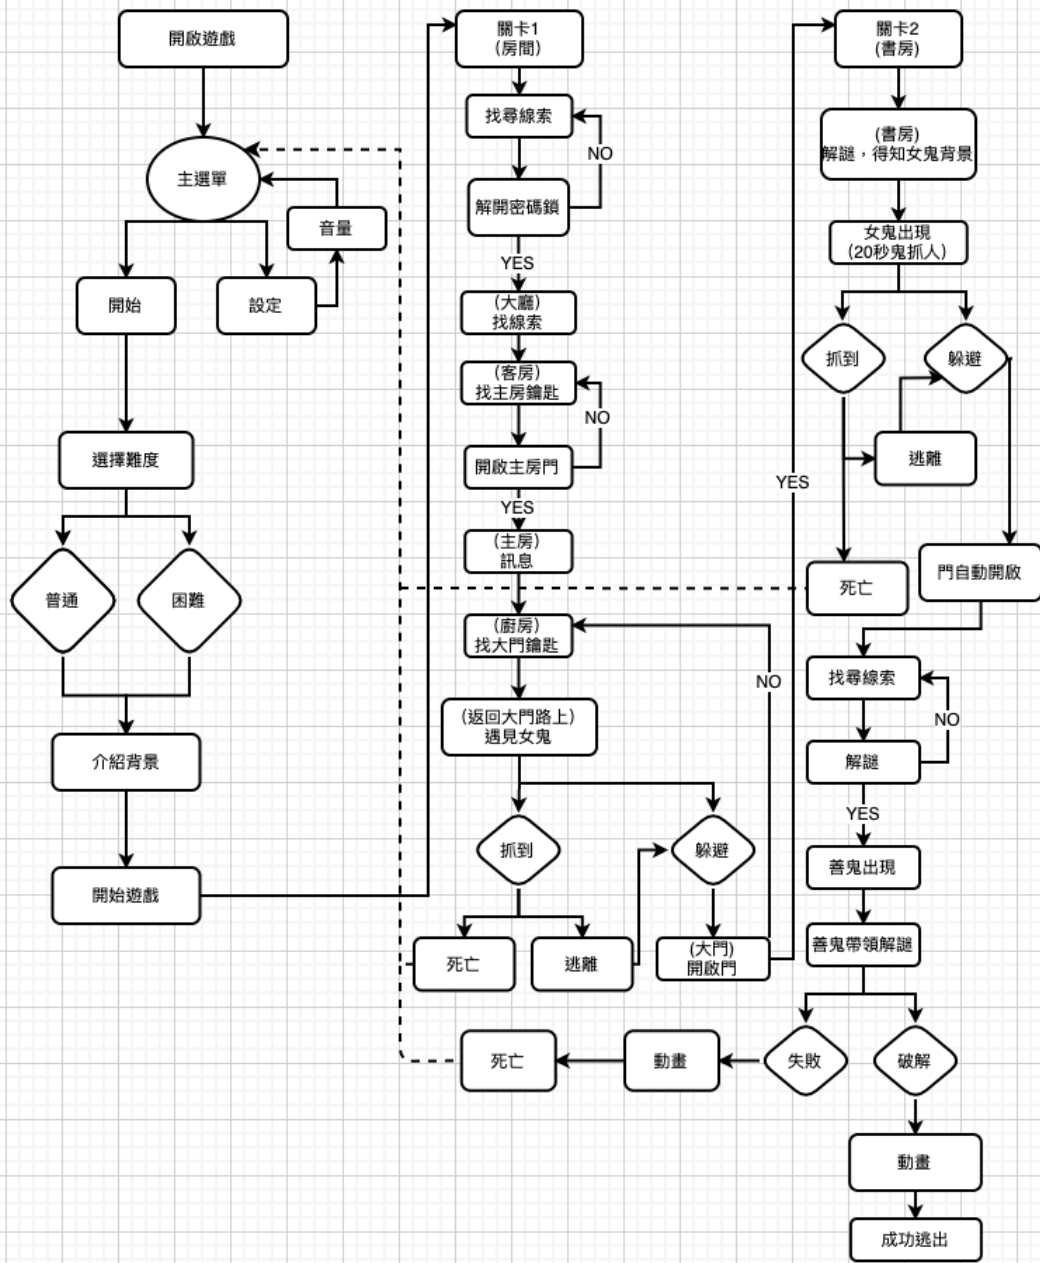 開啟遊戲
主選單
音量
開始
設定
選擇難度
普通
困難
介紹背景
開始遊戲
關卡1
（房間）
找尋線索
NO
解開密碼鎖
YES
(大廳)
找線索
(客房)
找主房鑰匙
NO
開啟主房門
YES
(主房)
訊息
(廚房)
找大門鑰匙
NO
（返回大門路上）
遇見女鬼
抓到
躲避
死亡
逃離
(大門)
開啟門
YES
關卡2
(書房)
(書房)
解謎，得知女鬼背景
女鬼出現
（20秒鬼抓人）
抓到
躲避
逃離
死亡
門自動開啟
找尋線索
NO
解謎
YES
善鬼出現
善鬼帶領解謎
失敗
破解
動畫
死亡
動畫
成功逃出